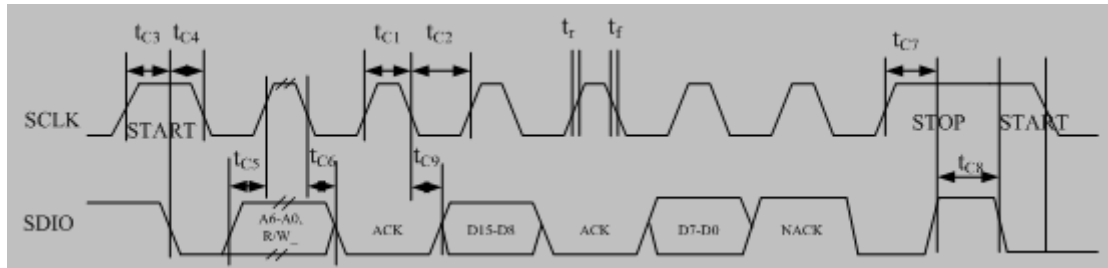 tC3 tC4 tC1 tC2 tr tf tC7
SCLK START STOP START
tC5 tC6 tC9 tC8
SDIO A6-A0, R/W_ ACK D15-D8 ACK D7-D0 NACK